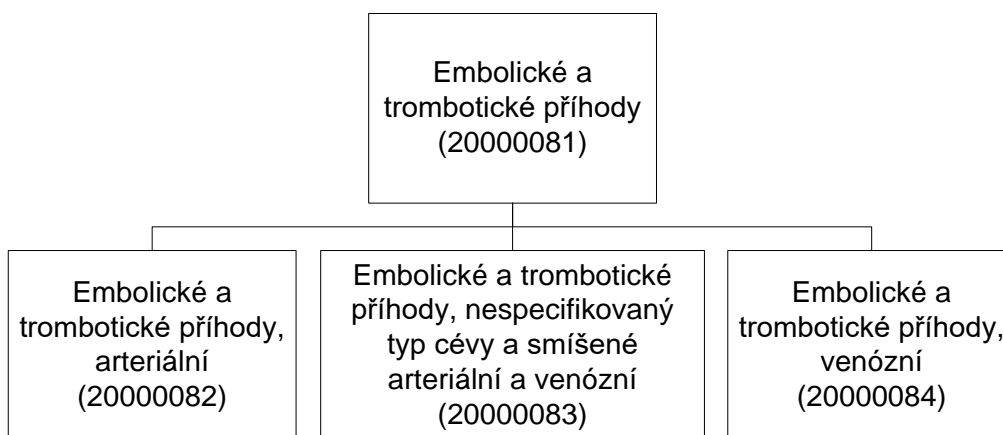 Embolické a
trombotické příhody
(20000081)
Embolické a
trombotické příhody,
arteriální
(20000082)
Embolické a trombotické
příhody, nespecifikovaný
typ cévy a smíšené
arteriální a venózní
(20000083)
Embolické a
trombotické příhody,
venózní
(20000084)